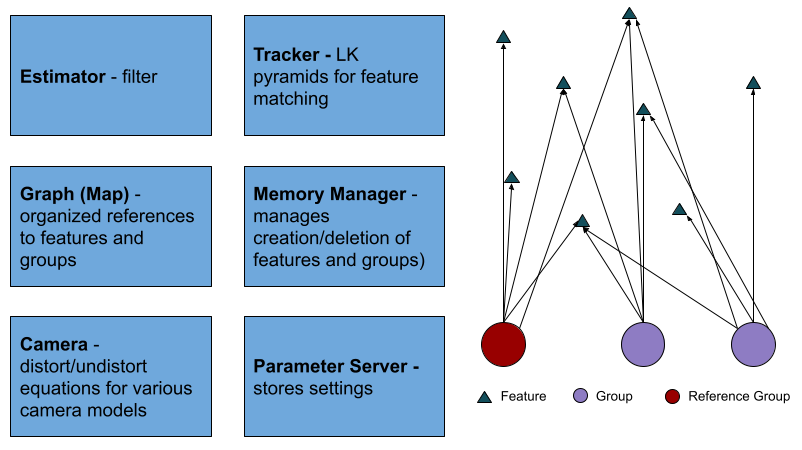 Estimator - filter
Tracker - LK
pyramids for feature
matching
Graph (Map) -
organized references
to features and
groups
Memory Manager -
manages
creation/deletion of
features and groups)
Camera -
distort/undistort
equations for various
camera models
Parameter Server -
stores settings
Feature
Group
Reference Group